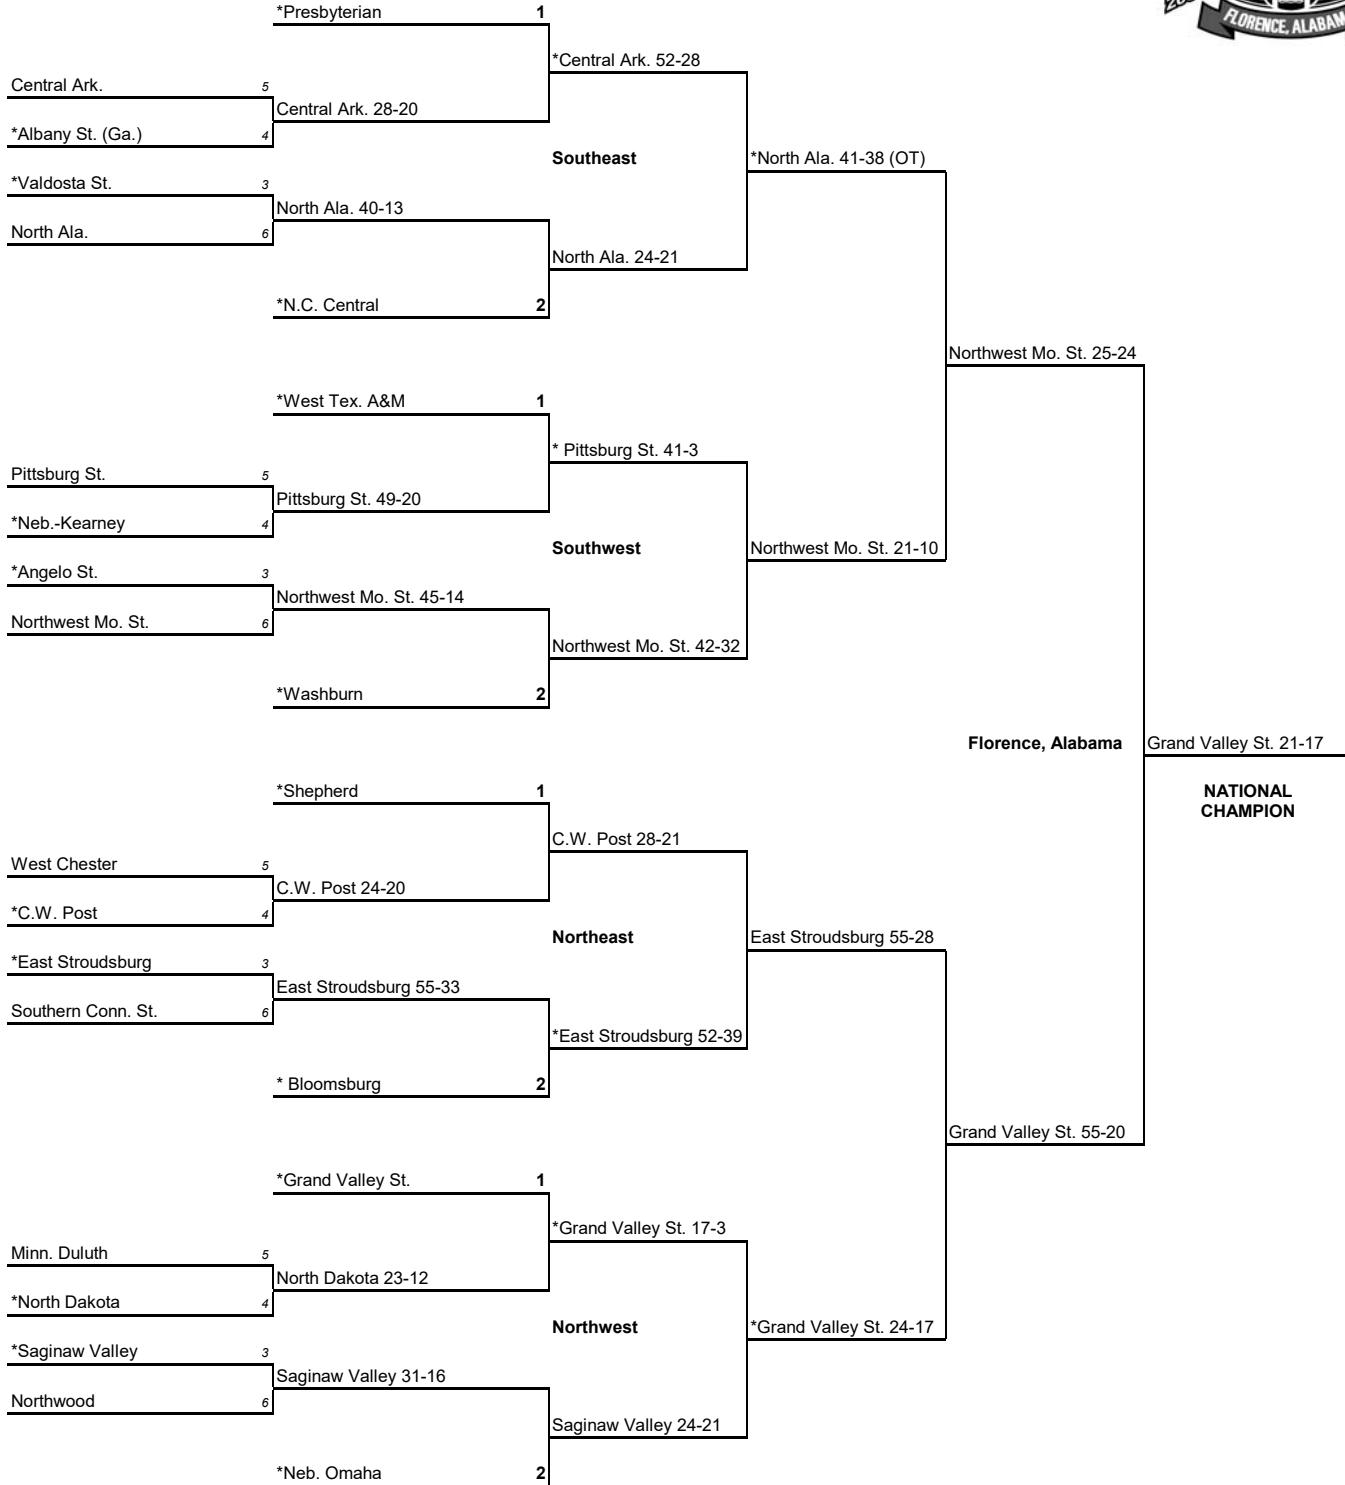 *Presbyterian 1
FLORENCE, ALABAM
*Central Ark. 52-28
Central Ark. 5
Central Ark. 28-20
*Albany St. (Ga.) 4
Southeast
*North Ala. 41-38 (OT)
*Valdosta St. 3
North Ala. 40-13
North Ala. 6
North Ala. 24-21
*N.C. Central 2
Northwest Mo. St. 25-24
*West Tex. A&M 1
* Pittsburg St. 41-3
Pittsburg St. 5
Pittsburg St. 49-20
*Neb.-Kearney 4
Southwest
Northwest Mo. St. 21-10
*Angelo St. 3
Northwest Mo. St. 45-14
Northwest Mo. St. 6
Northwest Mo. St. 42-32
*Washburn 2
Florence, Alabama
Grand Valley St. 21-17
*Shepherd 1
NATIONAL
CHAMPION
C.W. Post 28-21
West Chester 5
C.W. Post 24-20
*C.W. Post 4
Northeast
East Stroudsburg 55-28
*East Stroudsburg 3
East Stroudsburg 55-33
Southern Conn. St. 6
*East Stroudsburg 52-39
* Bloomsburg 2
Grand Valley St. 55-20
*Grand Valley St. 1
*Grand Valley St. 17-3
Minn. Duluth 5
North Dakota 23-12
*North Dakota 4
Northwest
*Grand Valley St. 24-17
*Saginaw Valley 3
Saginaw Valley 31-16
Northwood 6
Saginaw Valley 24-21
*Neb. Omaha 2